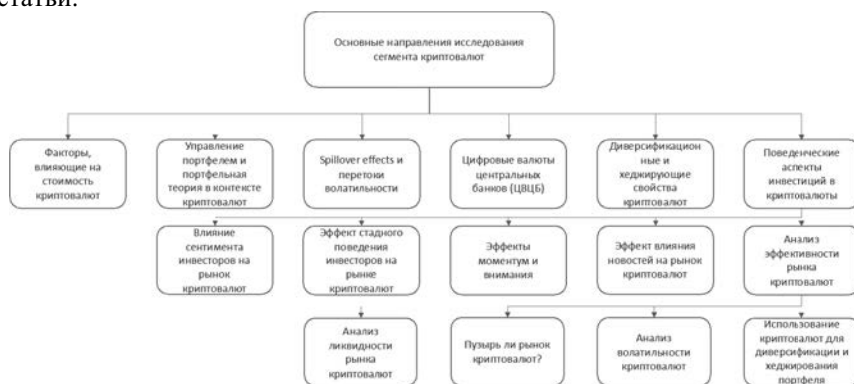 статьи.
Основные направления исследования
сегмента криптовалют
Факторы,
влияющие на
стоимость
криптовалют
Управление
портфелем и
портфельная
теория в контексте
криптовалют
Spillover effects и
перетоки
волатильности
Цифровые валюты
центральных
банков (ЦВЦБ)
Диверсификацион
ные и
хеджирующие
свойства
криптовалют
Поведенческие
аспекты
инвестиций в
криптовалюты
Влияние
сентимента
инвесторов на
рынок
криптовалют
Эффект стадного
поведения
инвесторов на
рынке
криптовалют
Эффекты
моментум и
внимания
Эффект влияния
новостей на рынок
криптовалют
Анализ
эффективности
рынка
криптовалют
Анализ
ликвидности
рынка
криптовалют
Пузырь ли рынок
криптовалют?
Анализ
волатильности
криптовалют
Использование
криптовалют для
диверсификации и
хеджирования
портфеля